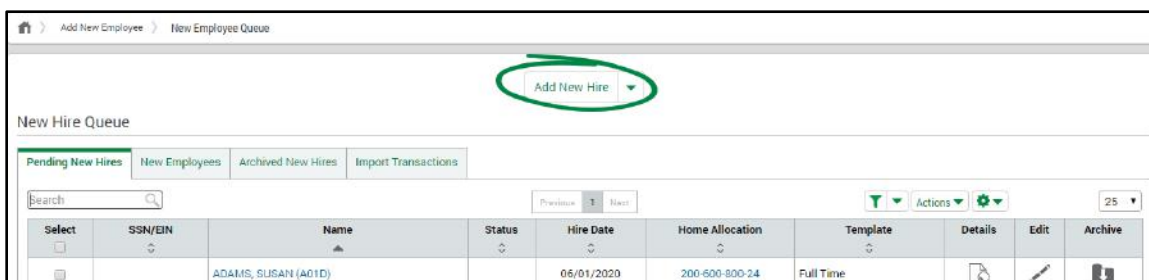 Add New Employee New Employee Queue
Add New Hire
New Hire Queue
Pending New Hires New Employees Archived New Hires Import Transactions
Search Previous 1 Next Actions 25
Select SSN/EIN Name Status Hire Date Home Allocation Template Details Edit Archive
ADAMS, SUSAN (A01D) 06/01/2020 200-600-800-24 Full Time